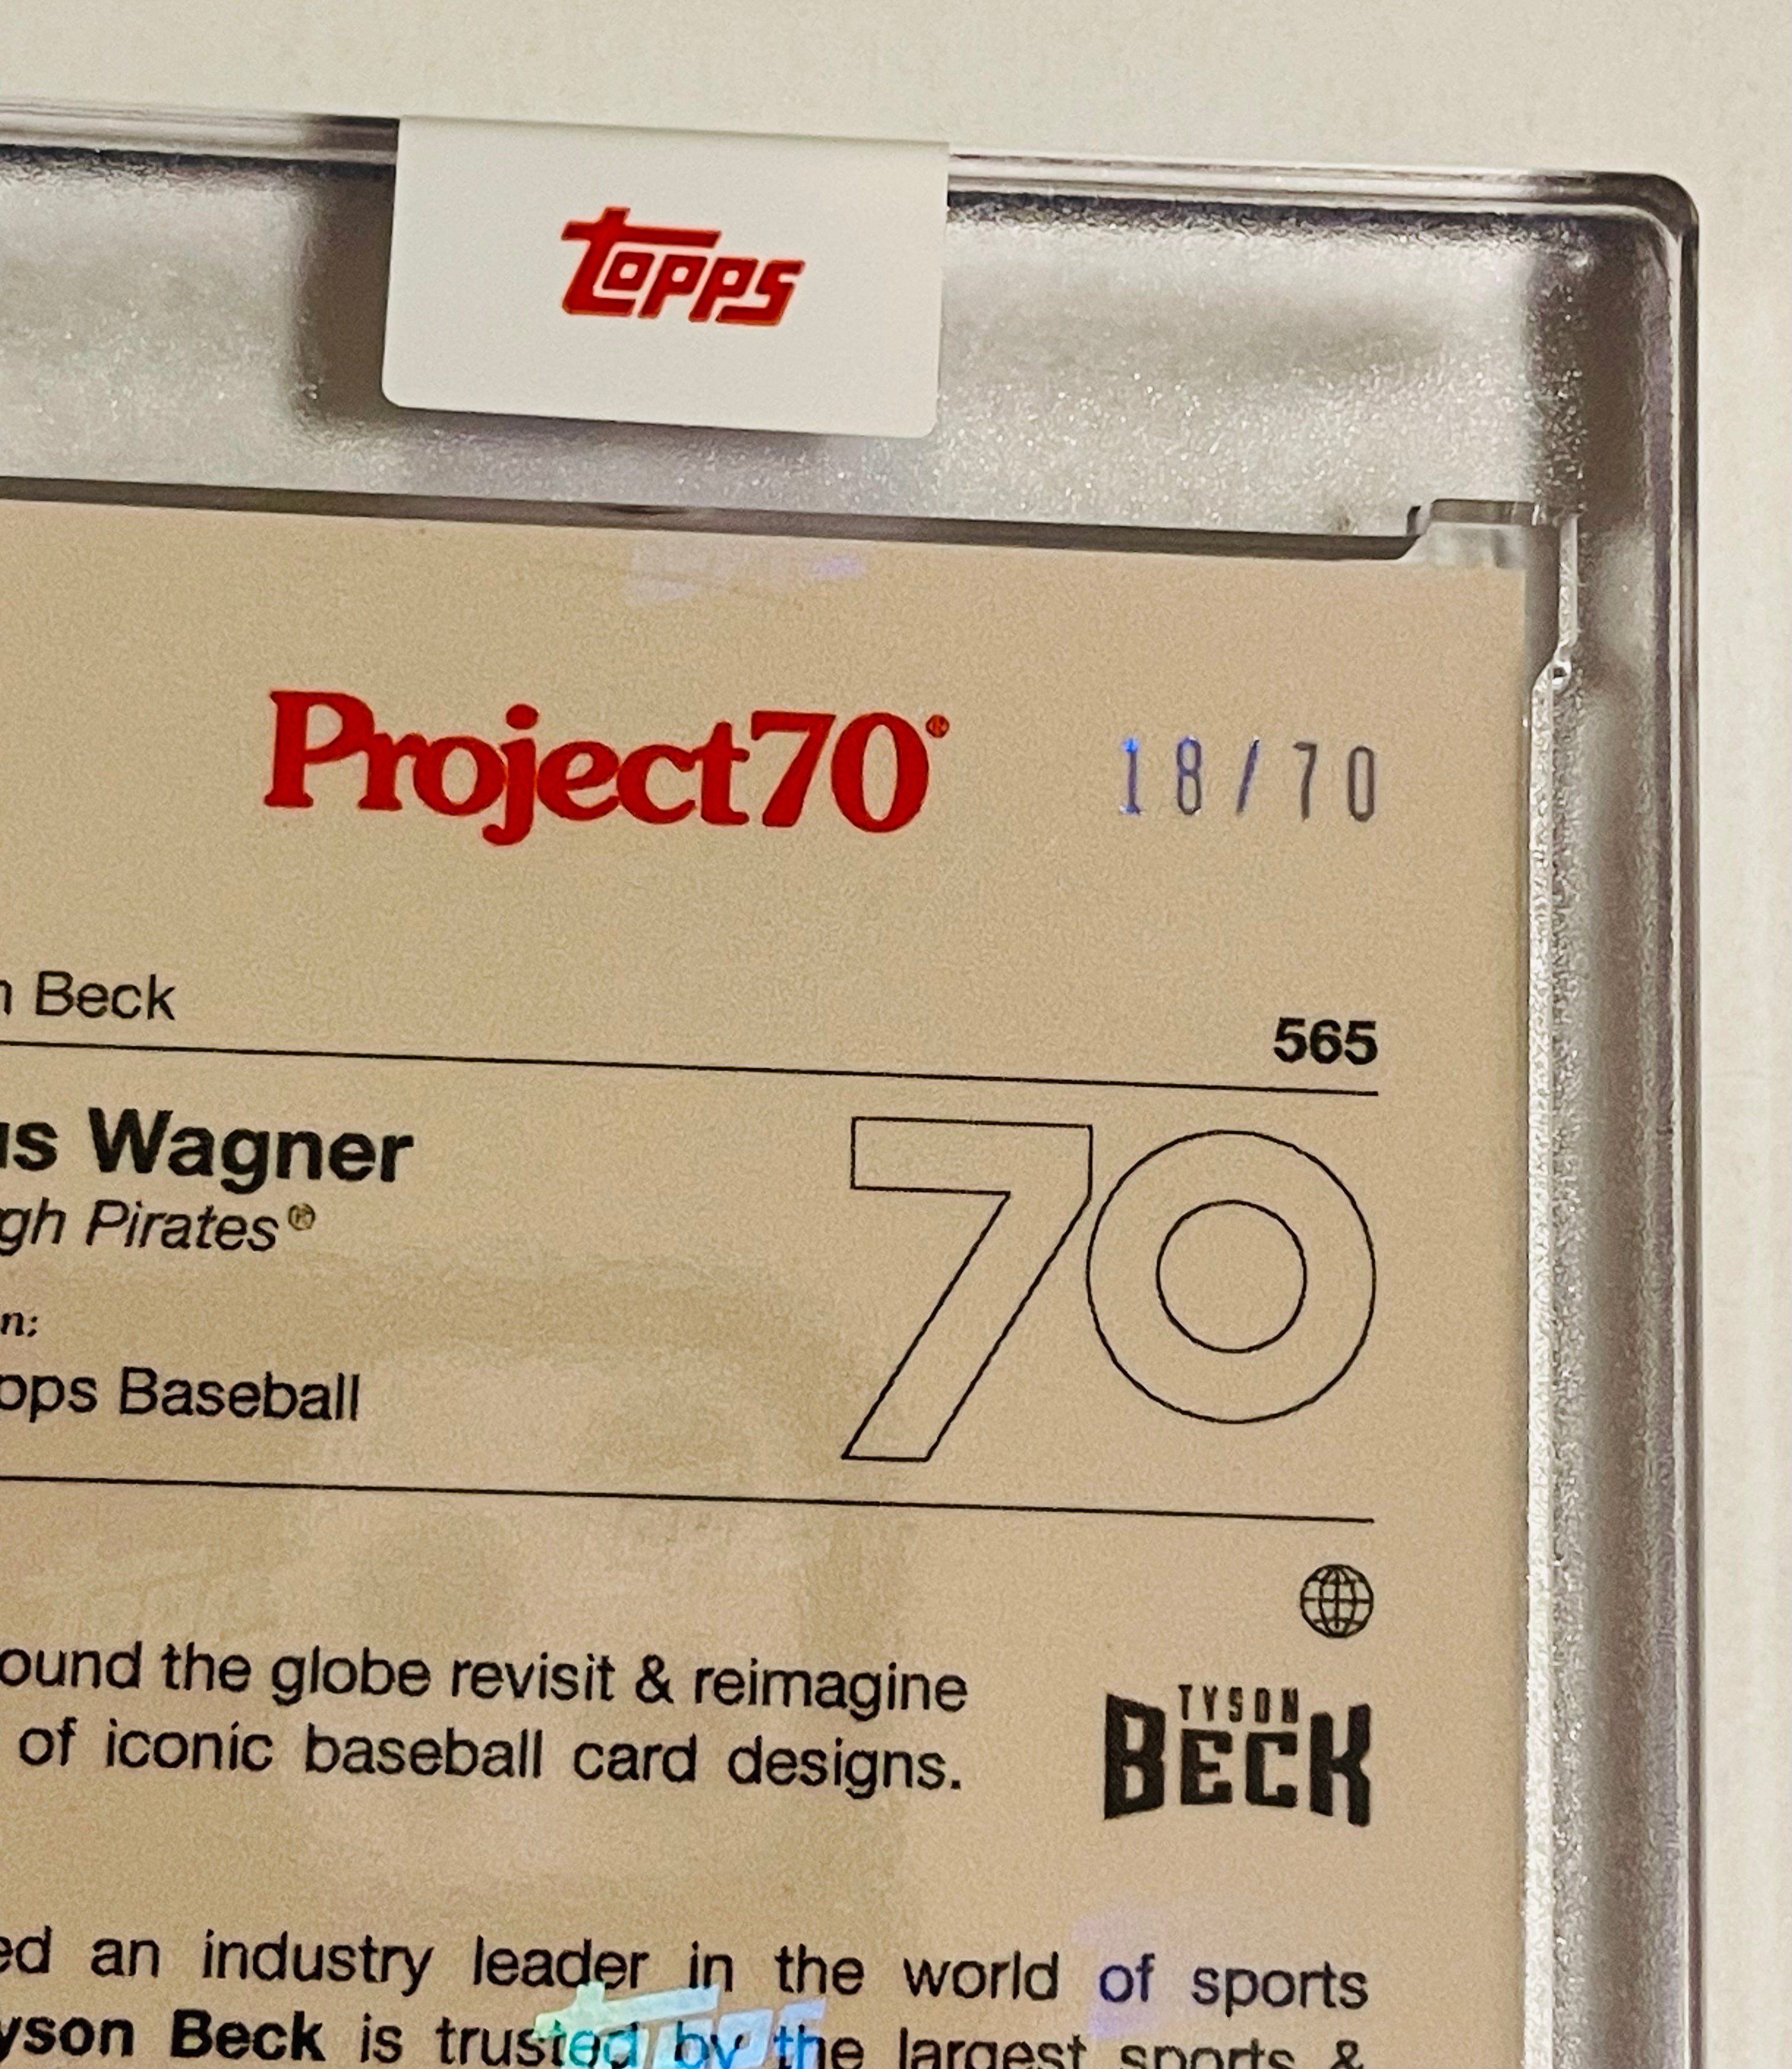 Topps
Project70® 18/70
n Beck
565
us Wagner
gh Pirates®
70
n:
opps Baseball
ound the globe revisit & reimagine
of iconic baseball card designs.
TYSON
BECK
ed an industry leader in the world of sports
yson Beck is trusted by the largest sports &
Topps